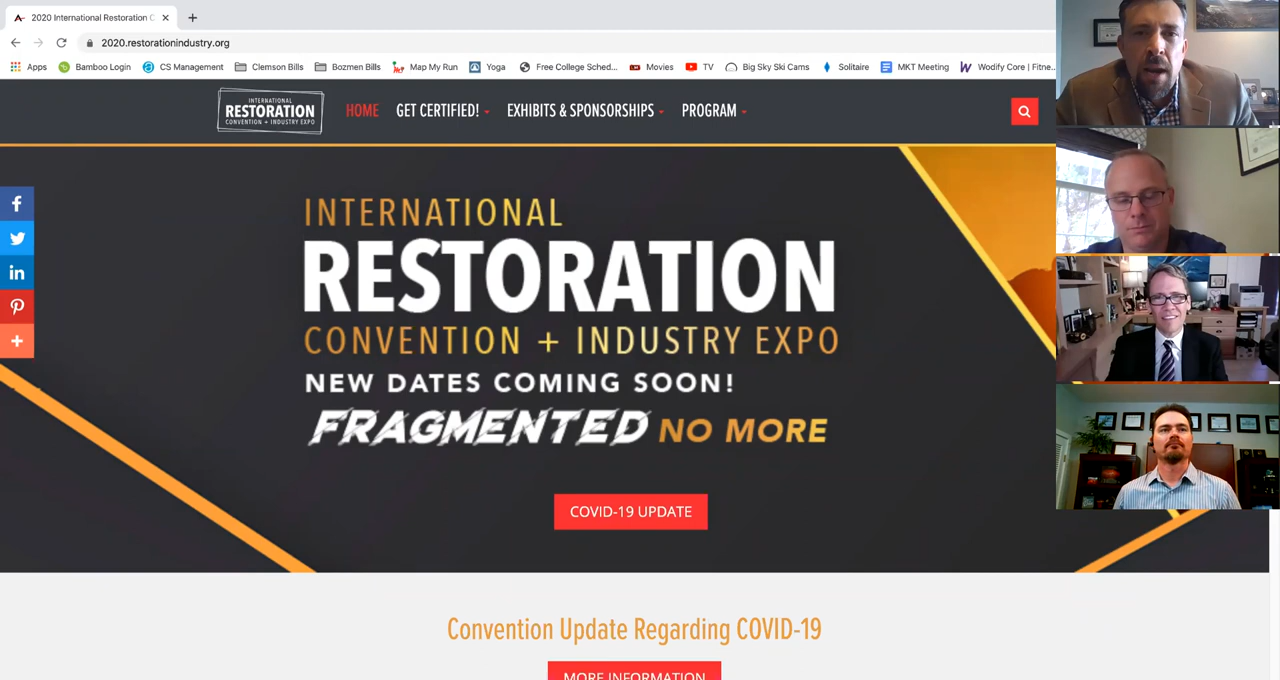 2020 International Restoration C
2020.restorationindustry.org
Apps Bamboo Login CS Management Clemson Bills Bozmen Bills Map My Run Yoga Free College Sched... Movies TV Big Sky Ski Cams Solitaire MKT Meeting Wodify Core | Fitne...
INTERNATIONAL
RESTORATION
CONVENTION + INDUSTRY EXPO
HOME GET CERTIFIED! EXHIBITS & SPONSORSHIPS PROGRAM
INTERNATIONAL
RESTORATION
CONVENTION + INDUSTRY EXPO
NEW DATES COMING SOON!
FRAGMENTED NO MORE
COVID-19 UPDATE
Convention Update Regarding COVID-19
MORE INFORMATION